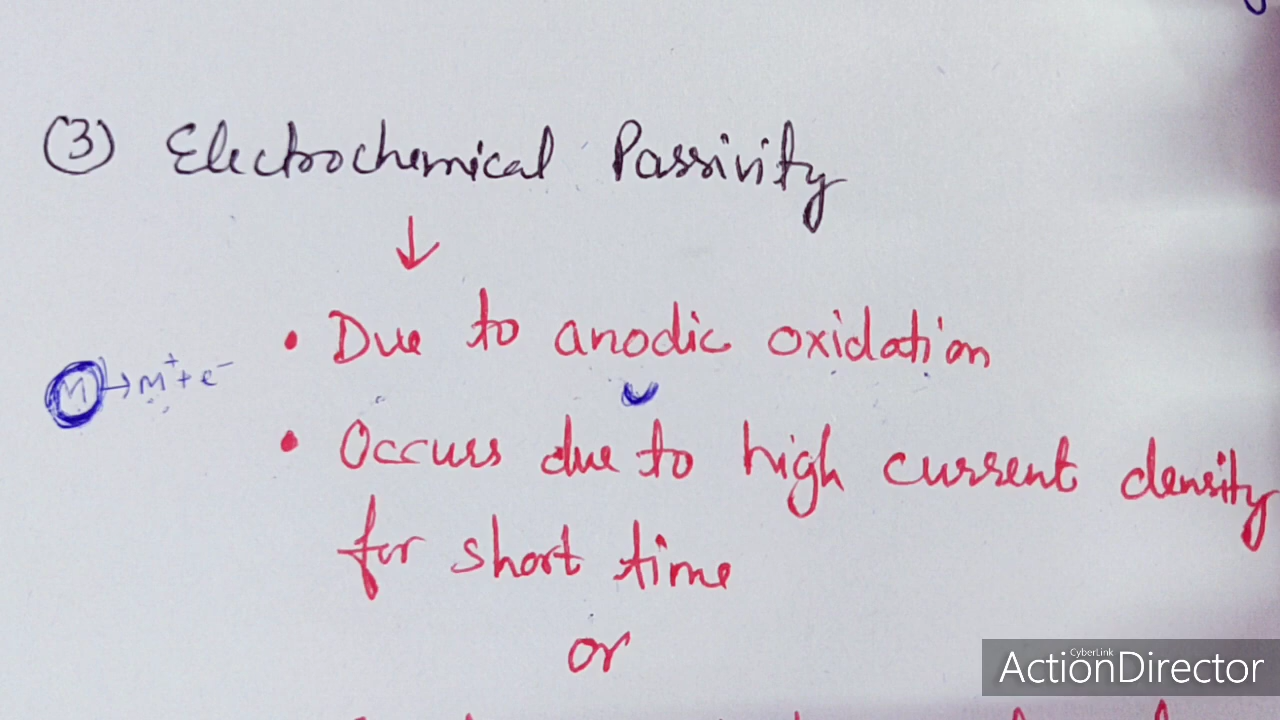 (3) Electrochemical Passivity
↓
• Due to anodic oxidation
M → M⁺ + e⁻
• Occurs due to high current density
for short time
or
CyberLink
ActionDirector